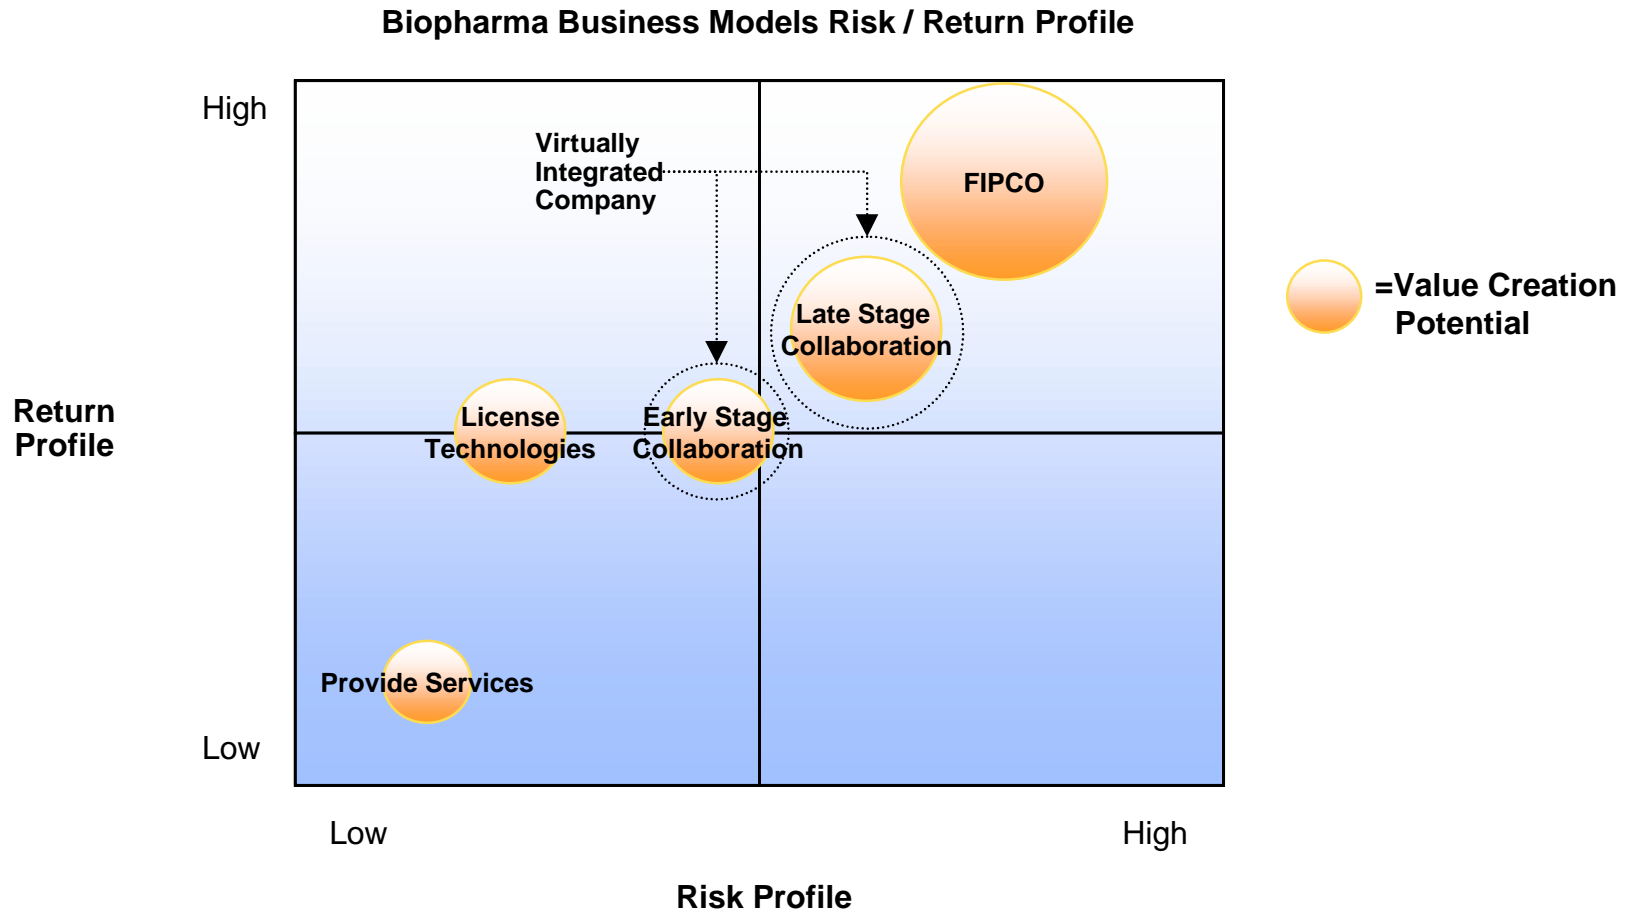 Biopharma Business Models Risk / Return Profile
High
Virtually
Integrated
Company
FIPCO
=Value Creation
Potential
Late Stage
Collaboration
Return
Profile
License
Technologies
Early Stage
Collaboration
Provide Services
Low
Low
High
Risk Profile